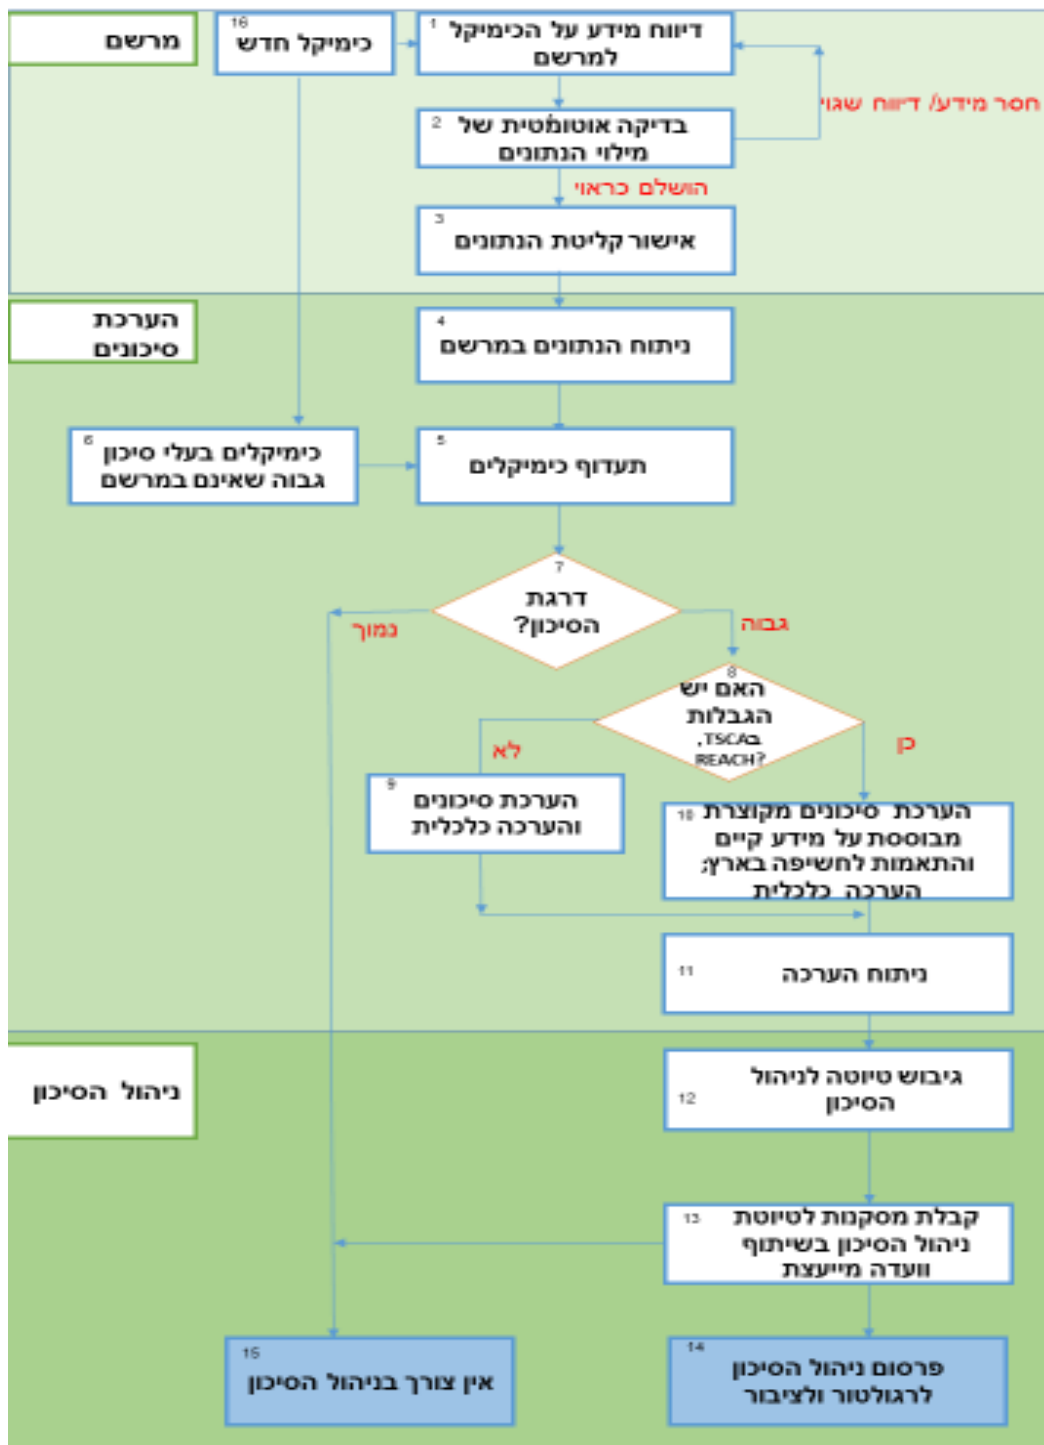 מרשם
16
כימיקל חדש
1
דיווח מידע על הכימיקל
למרשם
חסר מידע/ דיווח שגוי
2
בדיקה אוטומטית של
מילוי הנתונים
הושלם כראוי
3
אישור קליטת הנתונים
הערכת
סיכונים
4
ניתוח הנתונים במרשם
6
כימיקלים בעלי סיכון
גבוה שאינם במרשם
5
תעדוף כימיקלים
7
דרגת
הסיכון?
נמוך
גבוה
8
האם יש
הגבלות
בTSCA,
REACH?
לא
כן
9
הערכת סיכונים
והערכה כלכלית
10
הערכת סיכונים מקוצרת
מבוססת על מידע קיים
והתאמות לחשיפה בארץ;
הערכה כלכלית
11
ניתוח הערכה
ניהול הסיכון
12
גיבוש טיוטה לניהול
הסיכון
13
קבלת מסקנות לטיוטת
ניהול הסיכון בשיתוף
וועדה מייעצת
15
אין צורך בניהול הסיכון
14
פרסום ניהול הסיכון
לרגולטור ולציבור